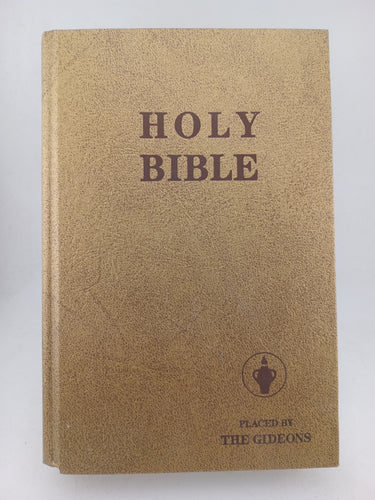 HOLY
BIBLE
PLACED BY
THE GIDEONS